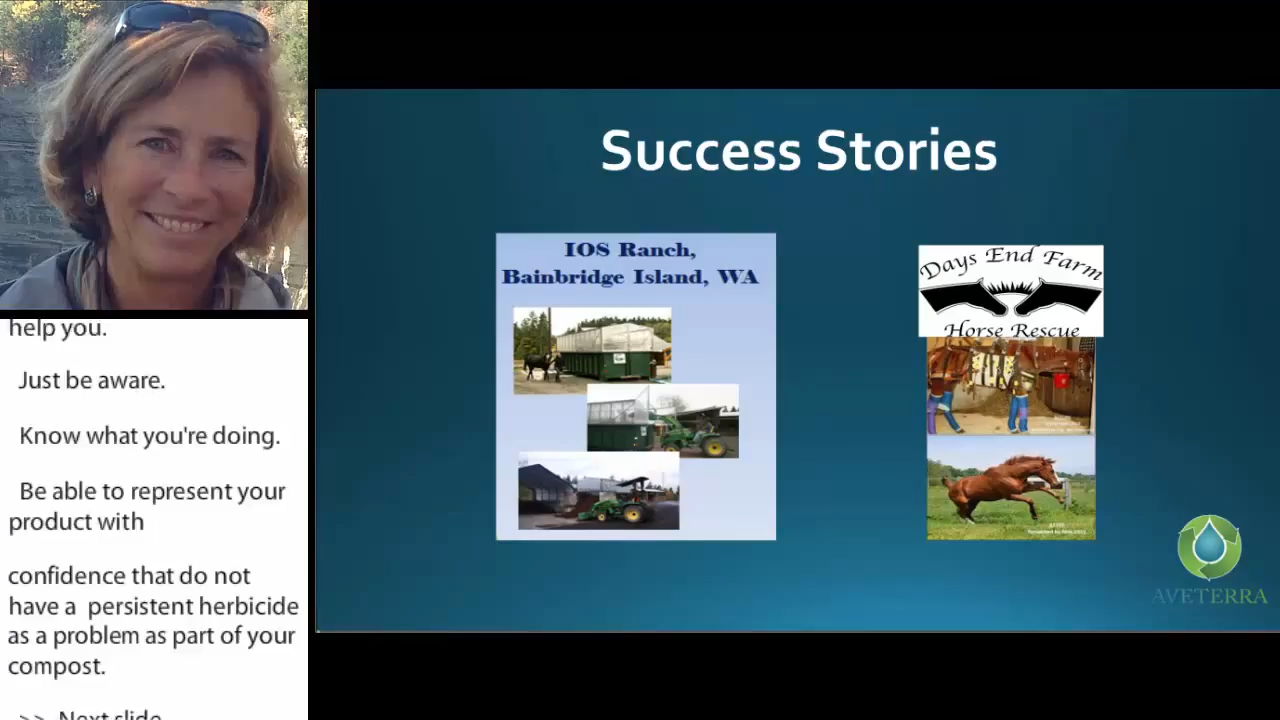 Success Stories
IOS Ranch,
Bainbridge Island, WA
Days End Farm
Horse Rescue
AVETERRA
help you.
Just be aware.
Know what you're doing.
Be able to represent your
product with
confidence that do not
have a persistent herbicide
as a problem as part of your
compost.
>> Next slide